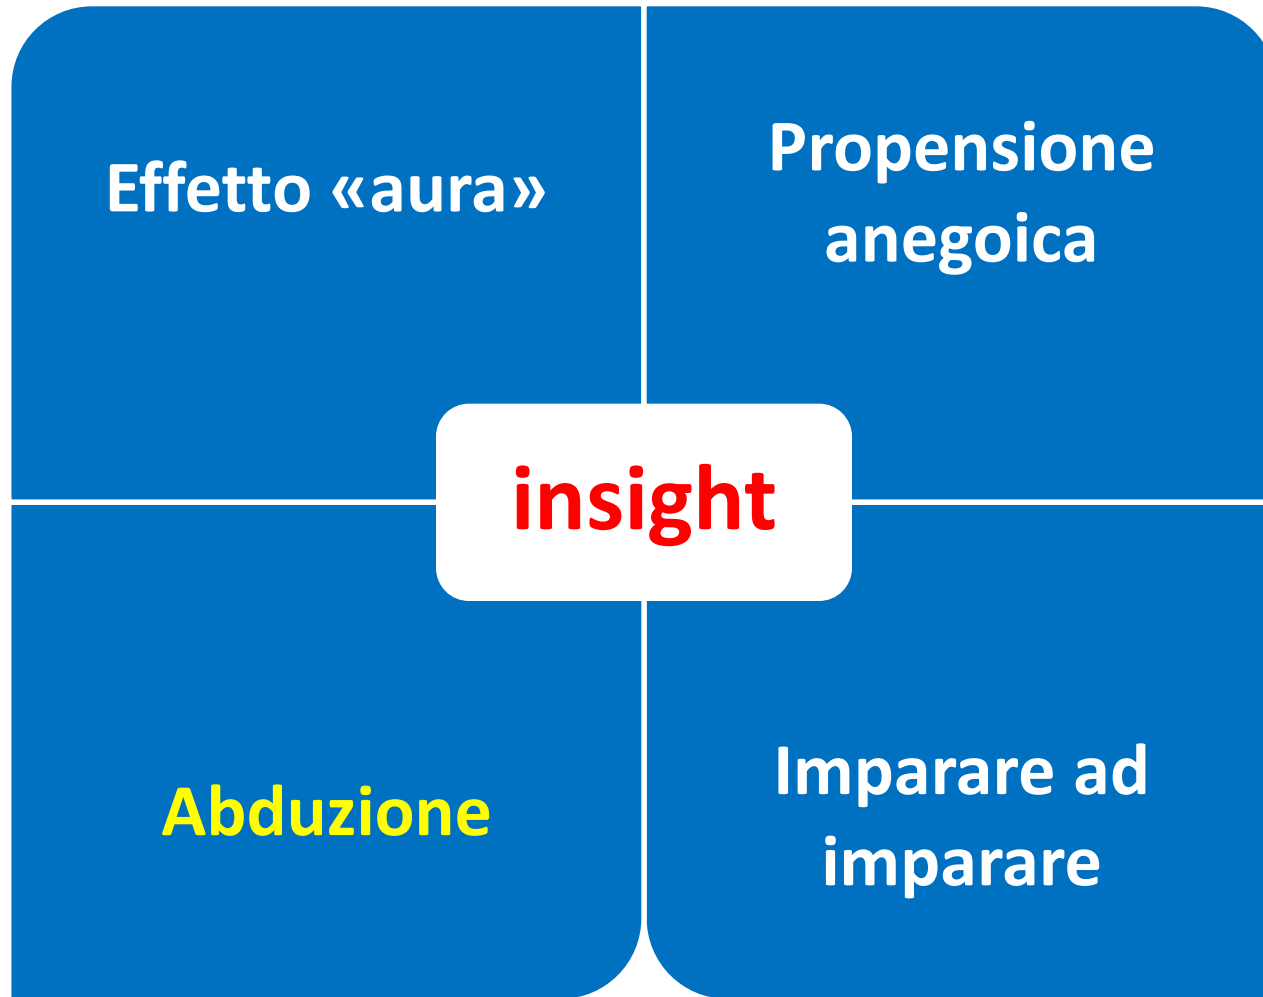 Effetto «aura»
Propensione
anegoica
insight
Abduzione
Imparare ad
imparare